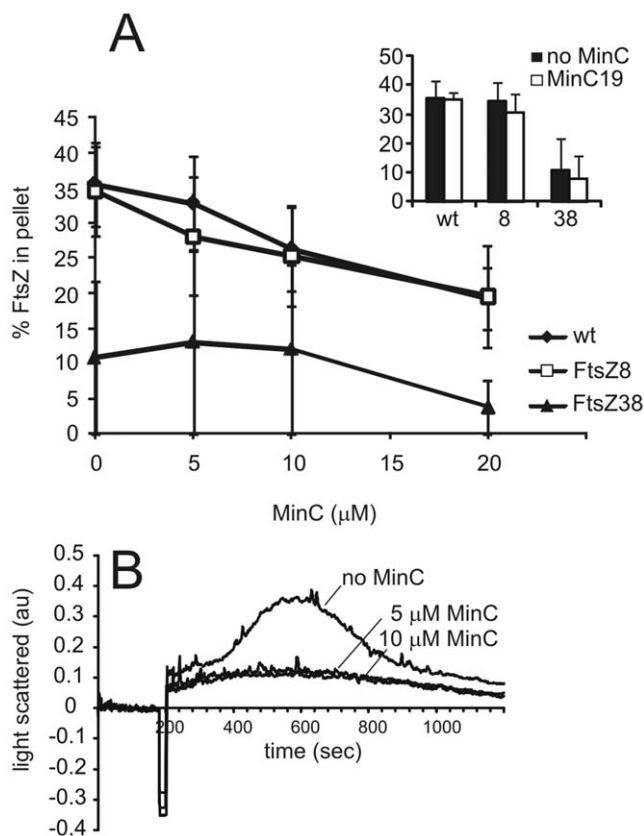 A
50
40
30
20
10
0
no MinC
MinC19
wt 8 38
45
40
35
30
25
20
15
10
5
0
% FtsZ in pellet
0 5 10 20
MinC (μM)
wt
FtsZ8
FtsZ38
B
0.5
0.4
0.3
0.2
0.1
0
-0.1
-0.2
-0.3
-0.4
light scattered (au)
no MinC
5 μM MinC
10 μM MinC
200 400 600 800 1000
time (sec)